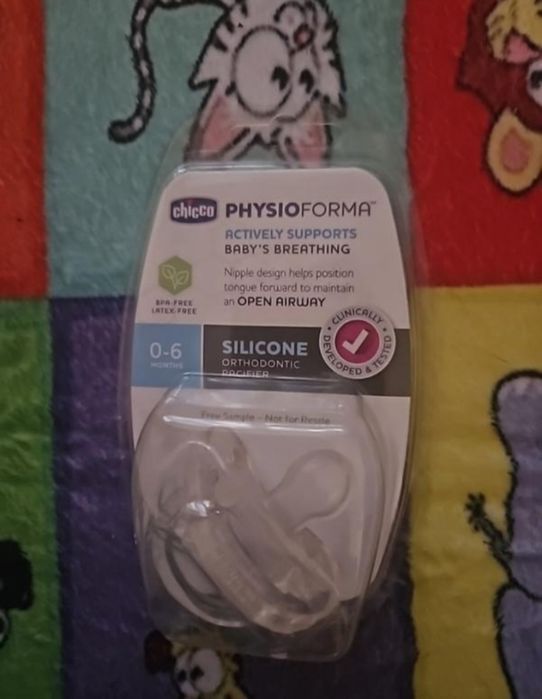 chicco PHYSIOFORMA™
ACTIVELY SUPPORTS
BABY'S BREATHING
Nipple design helps position
tongue forward to maintain
an OPEN AIRWAY
BPA-FREE
LATEX-FREE
CLINICALLY
DEVELOPED & TESTED
0-6
MONTHS
SILICONE
ORTHODONTIC
PACIFIER
Free Sample - Not for Resale